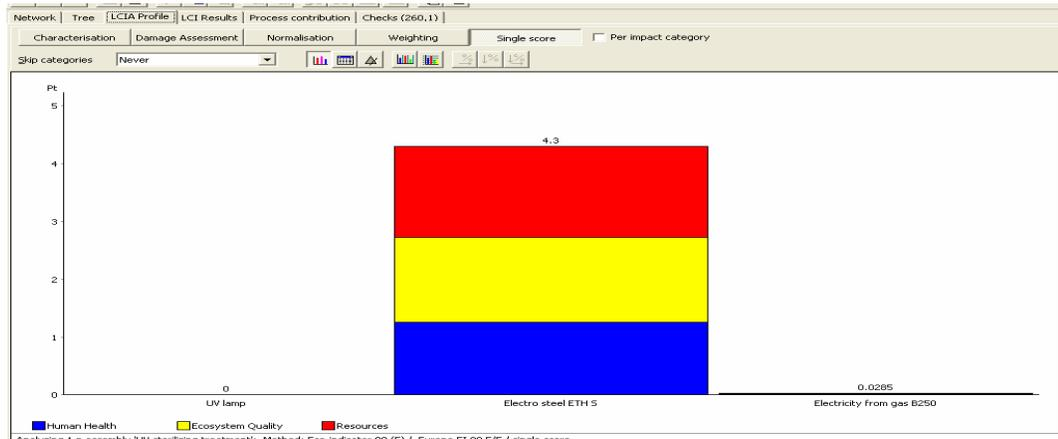 Network Tree LCIA Profile LCI Results Process contribution Checks (260,1)
Characterisation Damage Assessment Normalisation Weighting Single score Per impact category
Skip categories Never
Pt
5
4.3
4
3
2
1
0 0 0.0285
UV lamp Electro steel ETH S Electricity from gas B250
Human Health Ecosystem Quality Resources